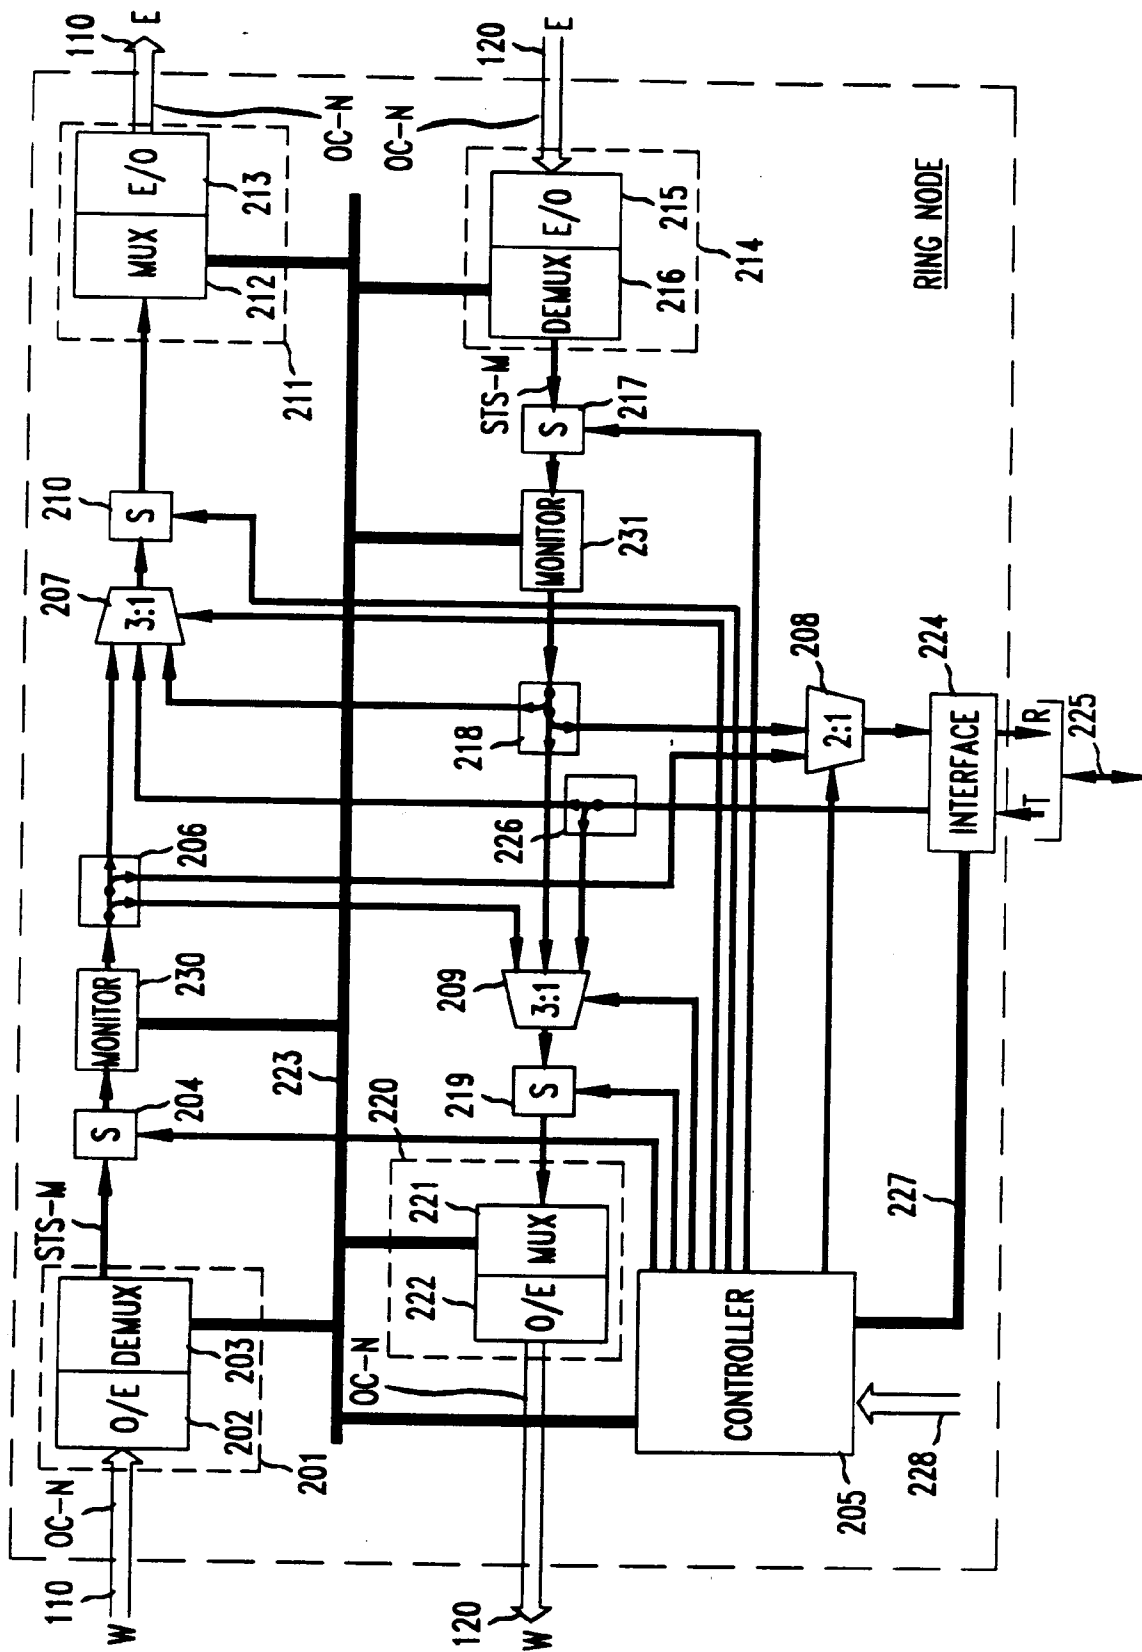 110
W
OC-N
O/E
DEMUX
202
203
201
STS-M
S
204
MONITOR
230
206
207
3:1
S
210
211
MUX
E/O
212
213
OC-N
110
E
223
120
W
OC-N
220
222
221
O/E
MUX
219
S
209
3:1
226
218
MONITOR
231
STS-M
S
217
DEMUX
E/O
216
215
214
OC-N
120
E
CONTROLLER
205
228
227
2:1
208
INTERFACE
224
T
R
225
RING NODE